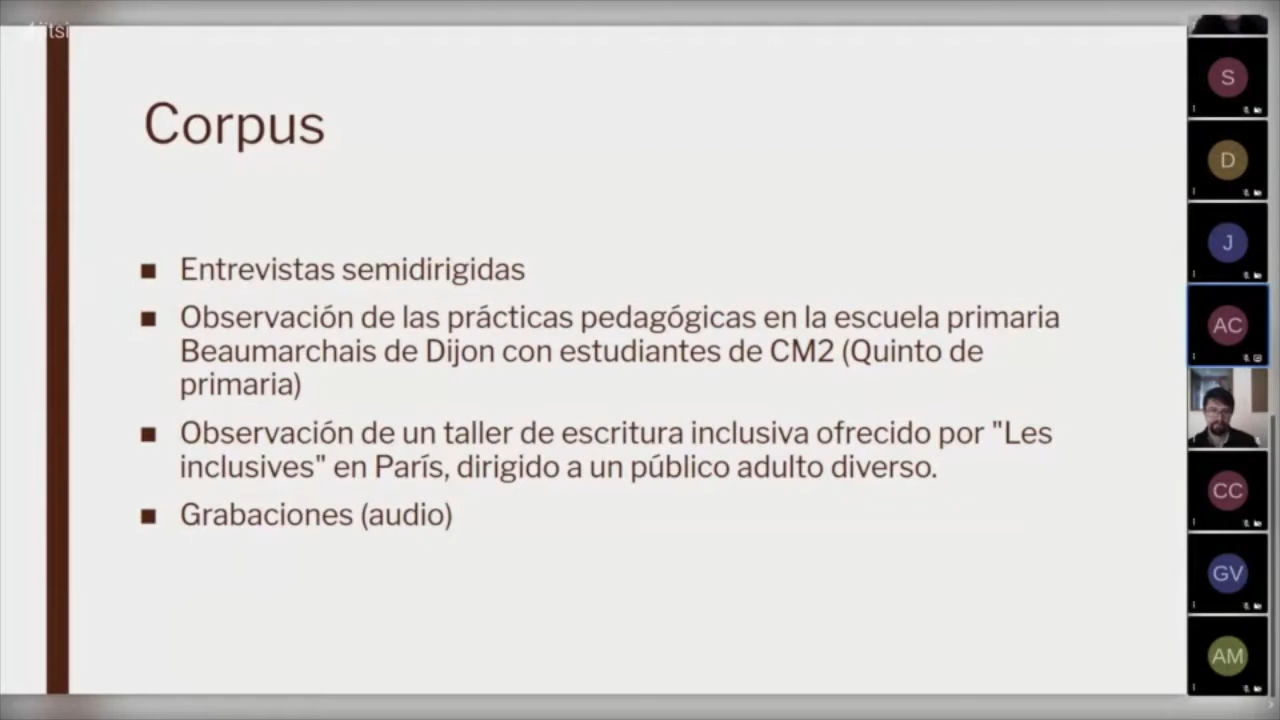 jitsi
Corpus
Entrevistas semidirigidas
Observación de las prácticas pedagógicas en la escuela primaria
Beaumarchais de Dijon con estudiantes de CM2 (Quinto de
primaria)
Observación de un taller de escritura inclusiva ofrecido por "Les
inclusives" en París, dirigido a un público adulto diverso.
Grabaciones (audio)
S
D
J
AC
CC
GV
AM